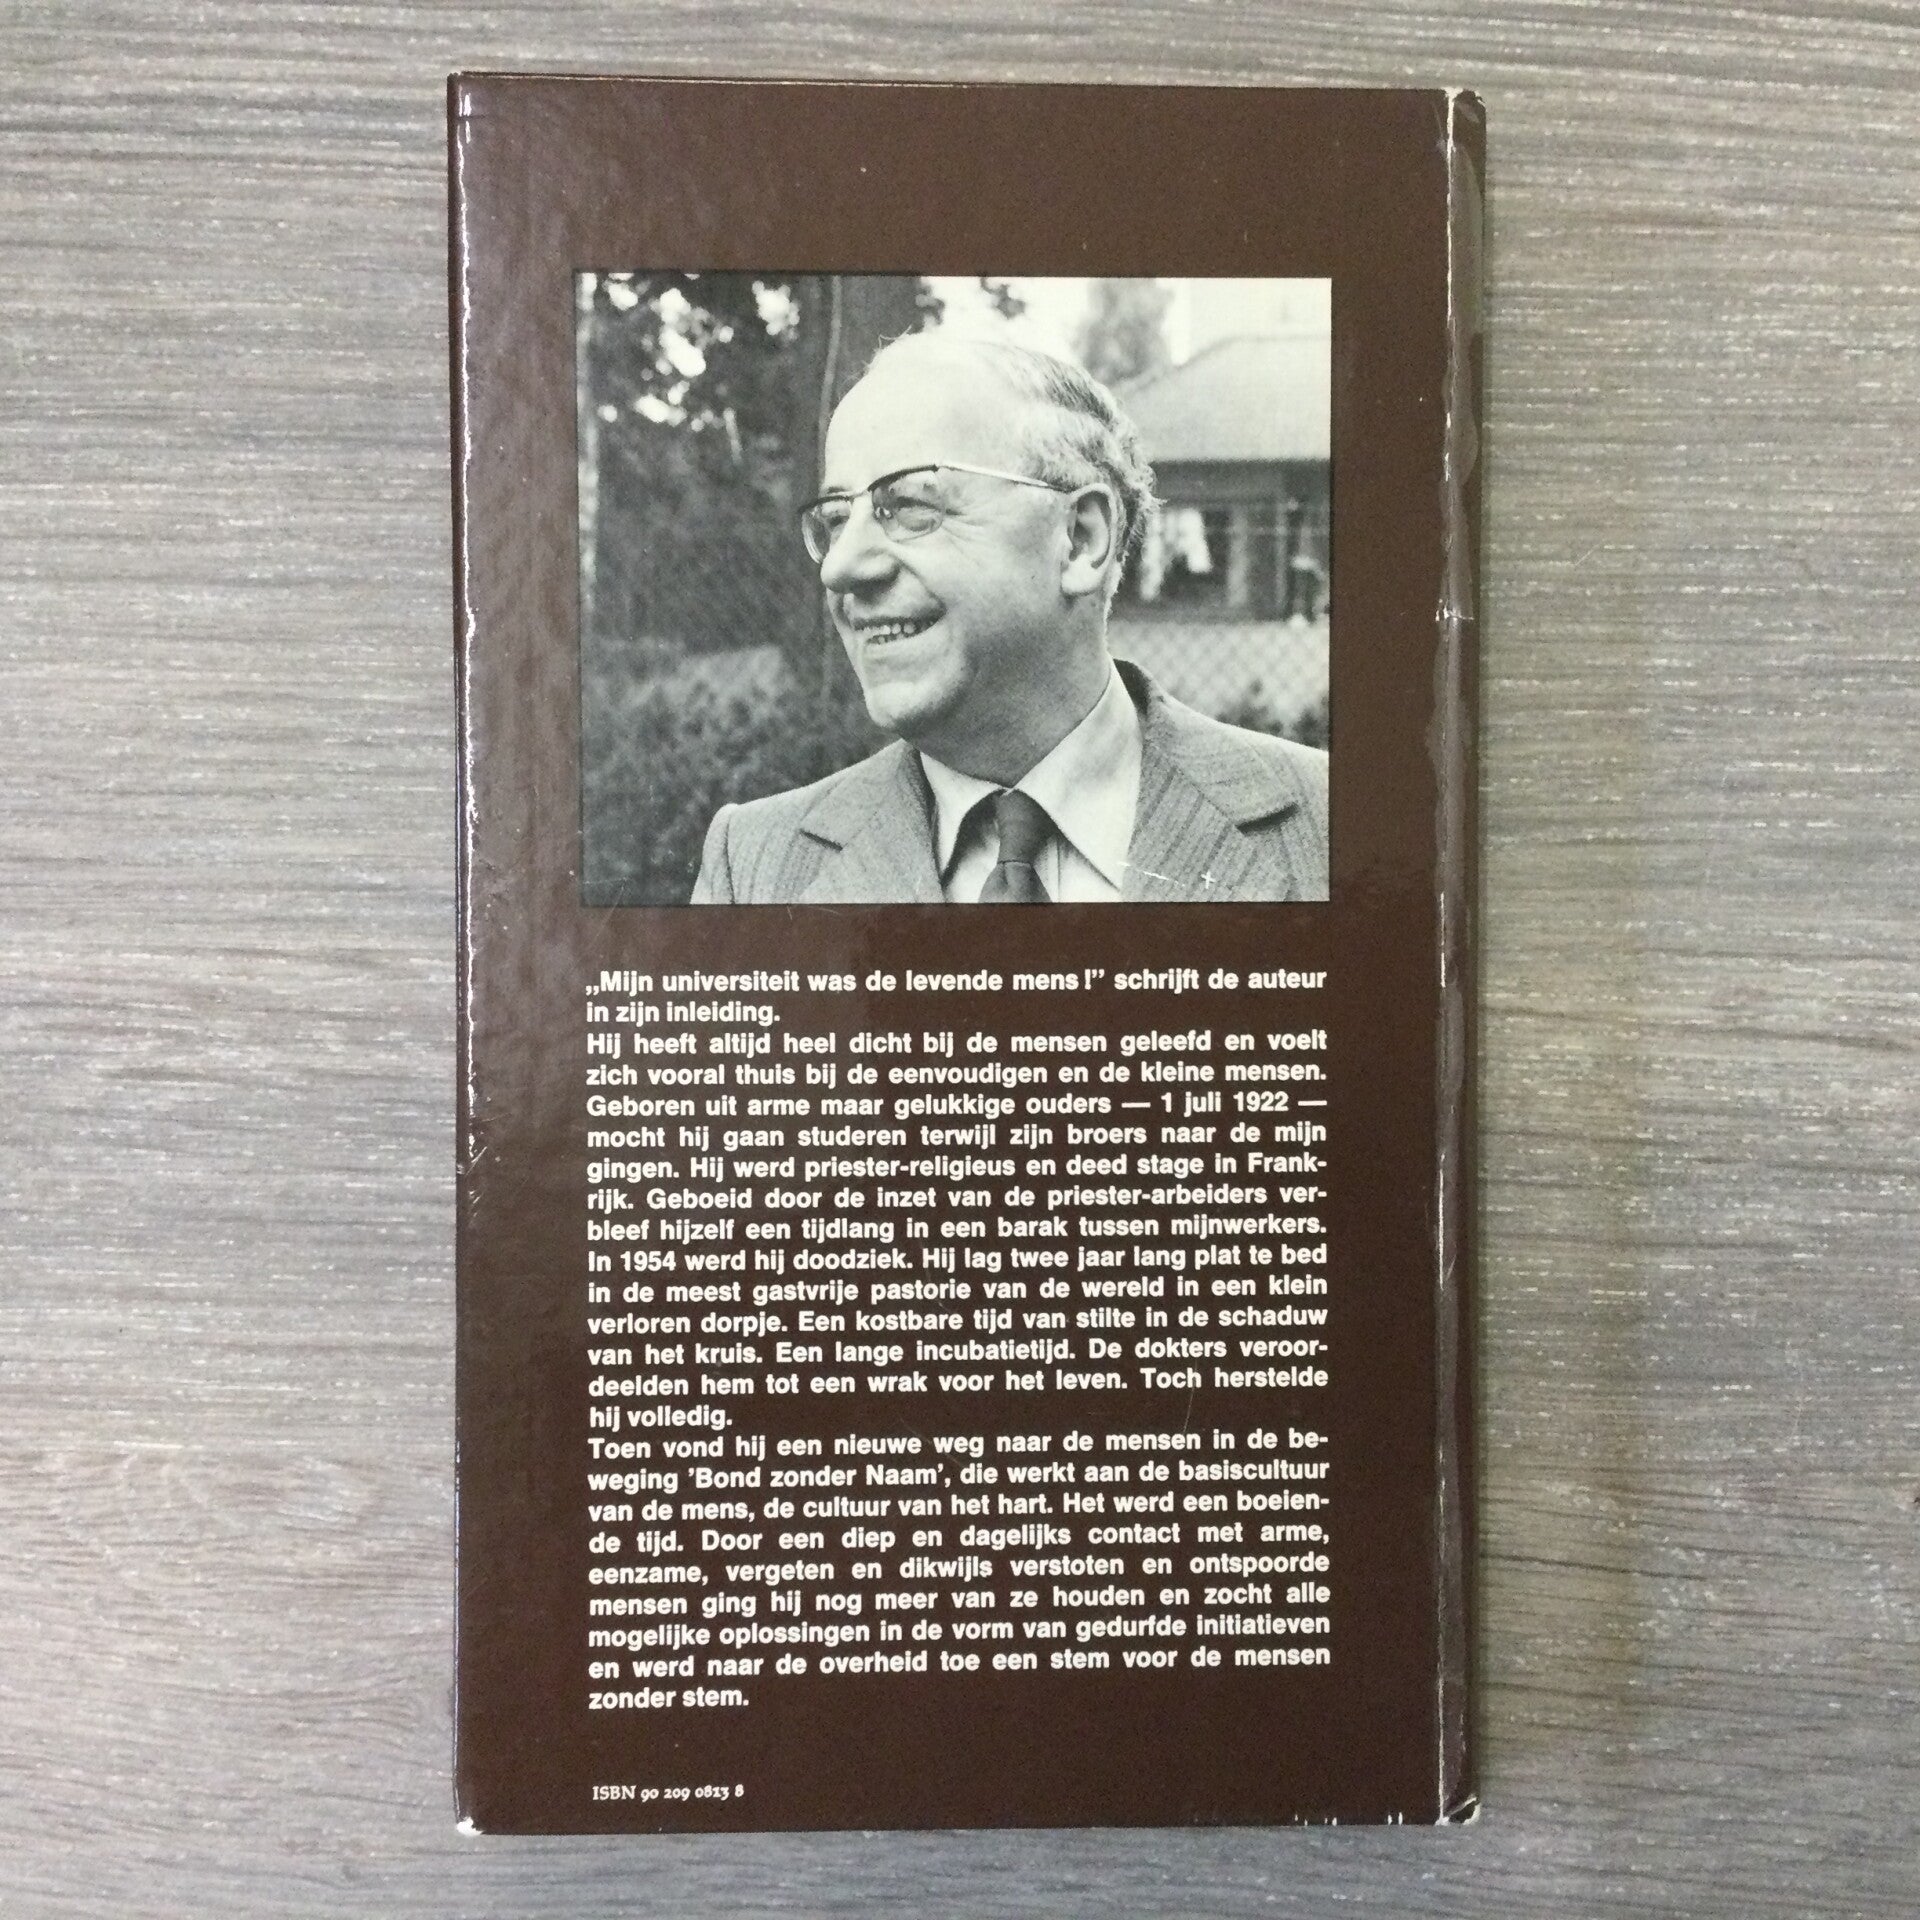 „Mijn universiteit was de levende mens!” schrijft de auteur
in zijn inleiding.
Hij heeft altijd heel dicht bij de mensen geleefd en voelt
zich vooral thuis bij de eenvoudigen en de kleine mensen.
Geboren uit arme maar gelukkige ouders — 1 juli 1922 —
mocht hij gaan studeren terwijl zijn broers naar de mijn
gingen. Hij werd priester-religieus en deed stage in Frank-
rijk. Geboeid door de inzet van de priester-arbeiders ver-
bleef hijzelf een tijdlang in een barak tussen mijnwerkers.
In 1954 werd hij doodziek. Hij lag twee jaar lang plat te bed
in de meest gastvrije pastorie van de wereld in een klein
verloren dorpje. Een kostbare tijd van stilte in de schaduw
van het kruis. Een lange incubatietijd. De dokters veroor-
deelden hem tot een wrak voor het leven. Toch herstelde
hij volledig.
Toen vond hij een nieuwe weg naar de mensen in de be-
weging ’Bond zonder Naam’, die werkt aan de basiscultuur
van de mens, de cultuur van het hart. Het werd een boeien-
de tijd. Door een diep en dagelijks contact met arme,
eenzame, vergeten en dikwijls verstoten en ontspoorde
mensen ging hij nog meer van ze houden en zocht alle
mogelijke oplossingen in de vorm van gedurfde initiatieven
en werd naar de overheid toe een stem voor de mensen
zonder stem.
ISBN 90 209 0813 8